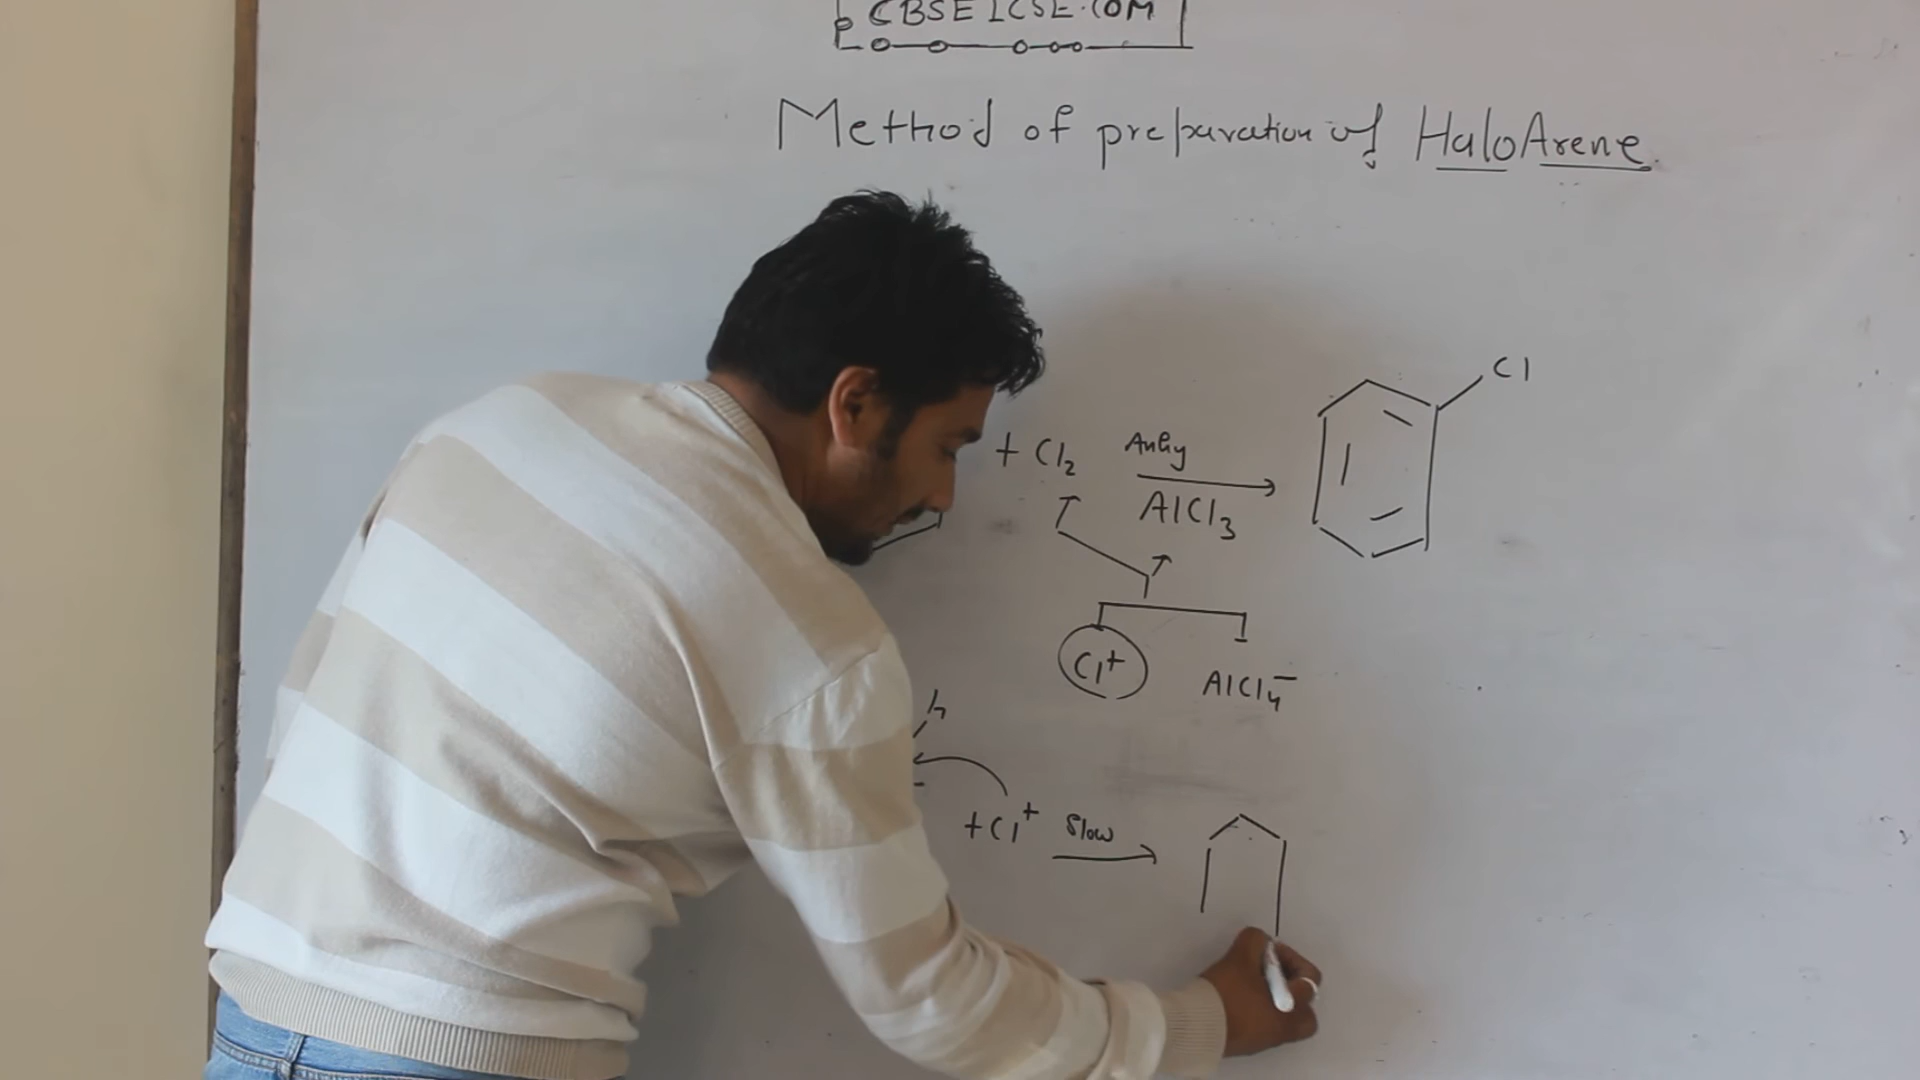 CBSEICSE.COM
Method of preparation of HaloArene.
Cl
+ Cl₂ Anhy
AlCl₃
Cl⁺ AlCl₄⁻
+Cl⁺ Slow